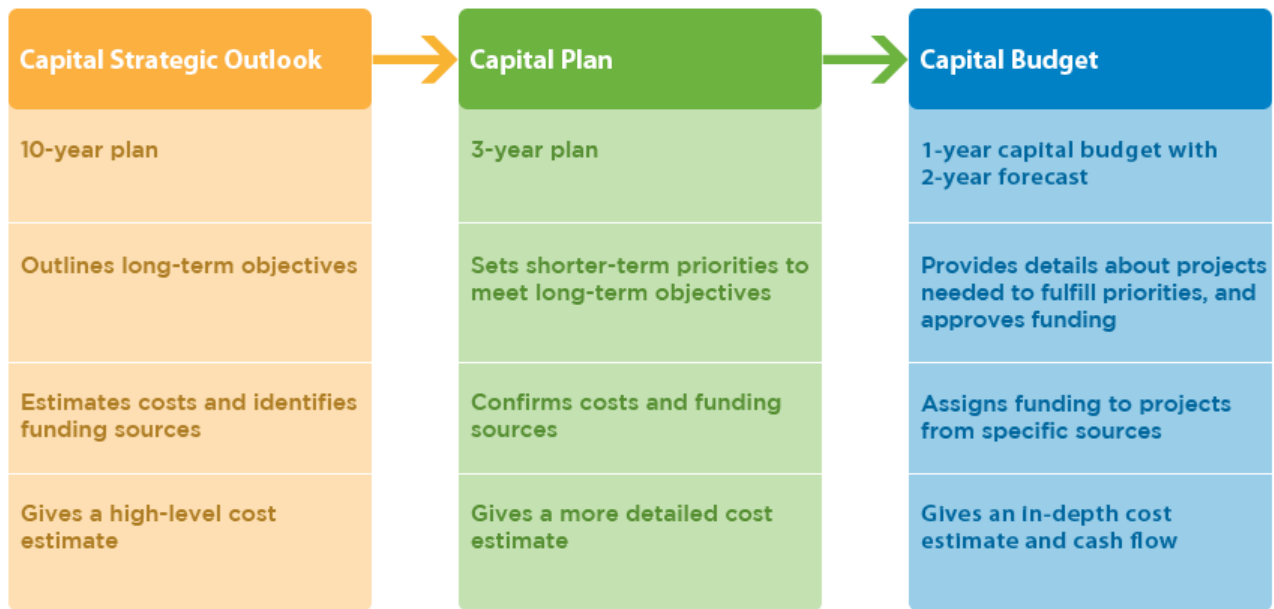 Capital Strategic Outlook
10-year plan
Outlines long-term objectives
Estimates costs and identifies
funding sources
Gives a high-level cost
estimate
Capital Plan
3-year plan
Sets shorter-term priorities to
meet long-term objectives
Confirms costs and funding
sources
Gives a more detailed cost
estimate
Capital Budget
1-year capital budget with
2-year forecast
Provides details about projects
needed to fulfill priorities, and
approves funding
Assigns funding to projects
from specific sources
Gives an in-depth cost
estimate and cash flow